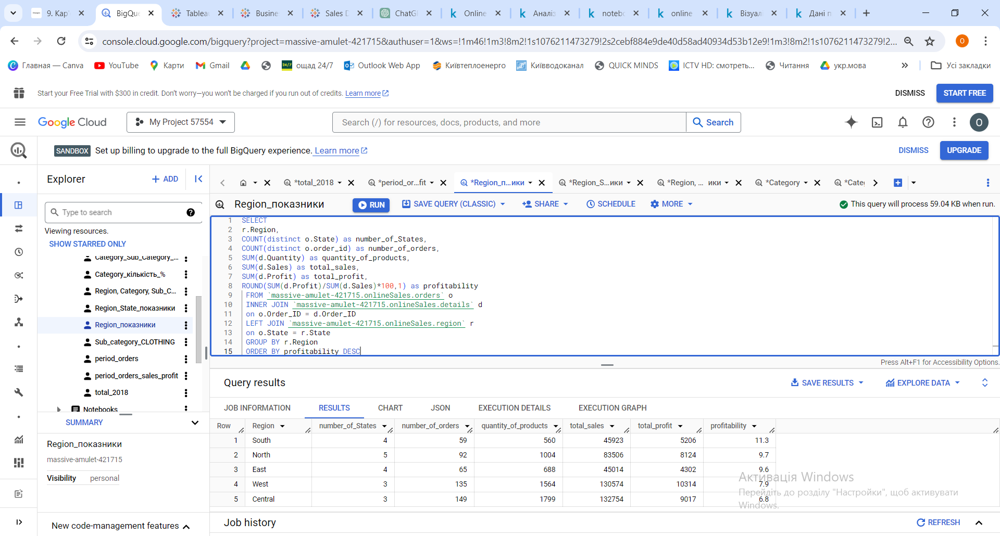 9. Кар
BigQue
Tablea
Busine
Sales D
ChatG
Online
Аналіз
notebo
online
Візуал
Дані п
console.cloud.google.com/bigquery?project=massive-amulet-421715&authuser=1&ws=!1m46!1m3!8m2!1s1076211473279!2s2cebf884e9de40d58ad40934d53b12e9!1m3!8m2!1s1076211473279!2...
O
Главная — Canva
YouTube
Карти
Gmail
24/7 ощад 24/7
Outlook Web App
Київтеплоенерго
Київводоканал
QUICK MINDS
ICTV HD: смотреть...
Читання
укр.мова
Усі закладки
Start your Free Trial with $300 in credit. Don't worry—you won't be charged if you run out of credits. Learn more
DISMISS
START FREE
Google Cloud
My Project 57554
Search (/) for resources, docs, products, and more
Search
O
SANDBOX Set up billing to upgrade to the full BigQuery experience. Learn more
DISMISS
UPGRADE
Explorer
+ ADD
*total_2018
*period_or...fit
*Region_п...ики
*Region_S...ики
*Region, ... ики
*Category
*Cate
Type to search
Region_показники
RUN
SAVE QUERY (CLASSIC)
SHARE
SCHEDULE
MORE
This query will process 59.04 KB when run.
Viewing resources.
SHOW STARRED ONLY
Category_Sub_Category_...
Category_кількість_%
Region, Category, Sub_C...
Region_State_показники
Region_показники
Sub_category_CLOTHING
period_orders
period_orders_sales_profit
total_2018
Notebooks
1 SELECT
2 r.Region,
3 COUNT(distinct o.State) as number_of_States,
4 COUNT(distinct o.order_id) as number_of_orders,
5 SUM(d.Quantity) as quantity_of_products,
6 SUM(d.Sales) as total_sales,
7 SUM(d.Profit) as total_profit,
8 ROUND(SUM(d.Profit)/SUM(d.Sales)*100,1) as profitability
9 FROM `massive-amulet-421715.onlineSales.orders` o
10 INNER JOIN `massive-amulet-421715.onlineSales.details` d
11 on o.Order_ID = d.Order_ID
12 LEFT JOIN `massive-amulet-421715.onlineSales.region` r
13 on o.State = r.State
14 GROUP BY r.Region
15 ORDER BY profitability DESC
Press Alt+F1 for Accessibility Options.
SUMMARY
Region_показники
massive-amulet-421715
Visibility personal
New code-management features
Query results
SAVE RESULTS
EXPLORE DATA
JOB INFORMATION
RESULTS
CHART
JSON
EXECUTION DETAILS
EXECUTION GRAPH
Row Region number_of_States number_of_orders quantity_of_products total_sales total_profit profitability
1 South 4 59 560 45923 5206 11.3
2 North 5 92 1004 83506 8124 9.7
3 East 4 65 688 45014 4302 9.6
4 West 3 135 1564 130574 10314 7.9
5 Central 3 149 1799 132754 9017 6.8
Активація Windows
Перейдіть до розділу "Настройки", щоб активувати
Windows.
Job history
REFRESH